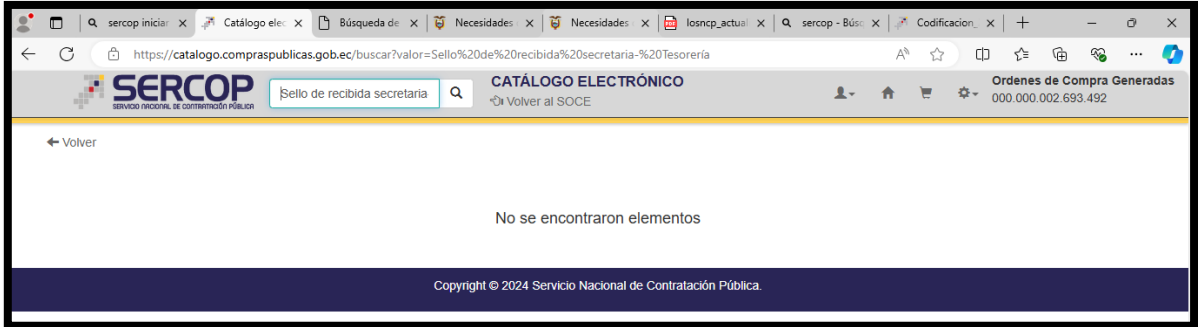 sercop iniciar
Catálogo elec
Búsqueda de
Necesidades
Necesidades
losncp_actual
sercop - Búsq
Codificacion_
https://catalogo.compraspublicas.gob.ec/buscar?valor=Sello%20de%20recibida%20secretaria-%20Tesorería
SERCOP
SERVICIO NACIONAL DE CONTRATACIÓN PÚBLICA
Sello de recibida secretaria
CATÁLOGO ELECTRÓNICO
Volver al SOCE
Ordenes de Compra Generadas
000.000.002.693.492
Volver
No se encontraron elementos
Copyright © 2024 Servicio Nacional de Contratación Pública.